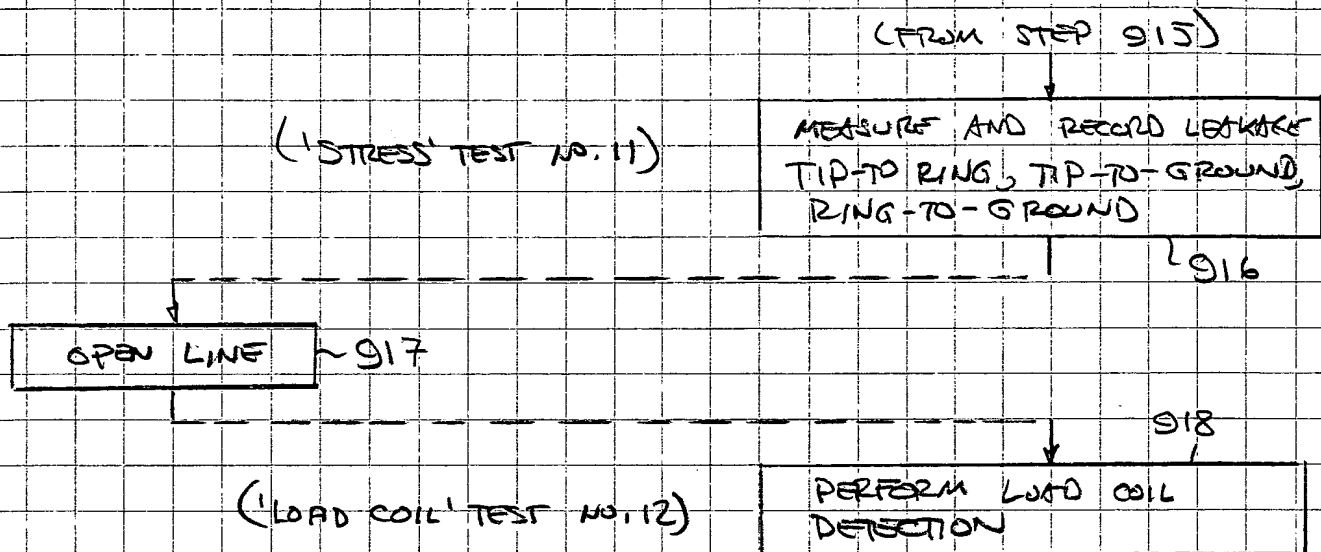 (FROM STEP 915)
('STRESS' TEST NO. 11)
MEASURE AND RECORD LEAKAGE
TIP-TO RING, TIP-TO-GROUND,
RING-TO-GROUND
916
OPEN LINE
917
918
('LOAD COIL' TEST NO. 12)
PERFORM LOAD COIL
DETECTION